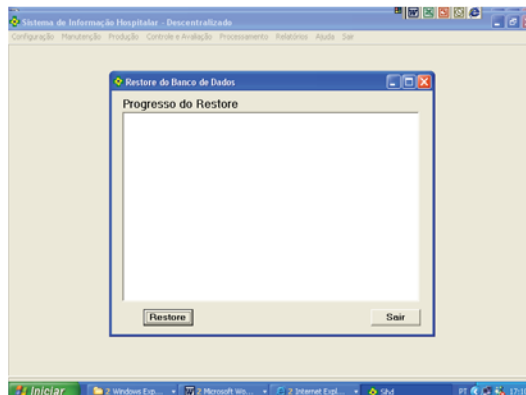 Sistema de Informação Hospitalar - Descentralizado
Configuração Manutenção Produção Controle e Avaliação Processamento Relatórios Ajuda Sair
Restore do Banco de Dados
Progresso do Restore
Restore Sair
Iniciar 2 Windows Exp... 2 Microsoft Wo... 2 Internet Expl... Sihd PT